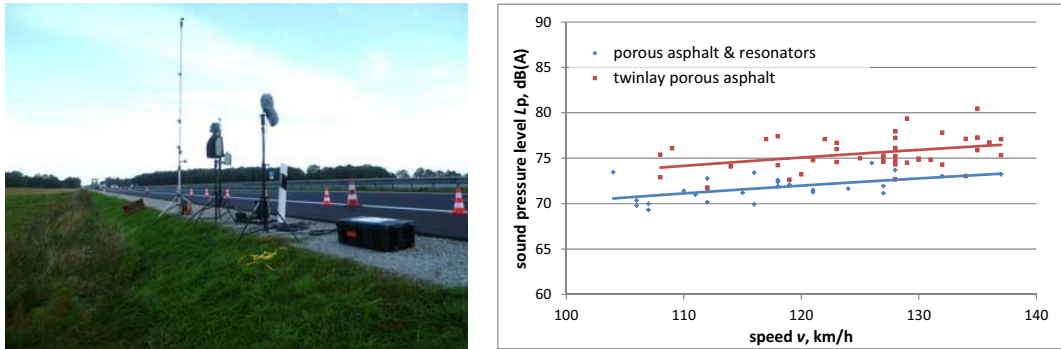 90
85
80
75
70
65
60
sound pressure level Lp, dB(A)
porous asphalt & resonators
twinlay porous asphalt
100 110 120 130 140
speed v, km/h